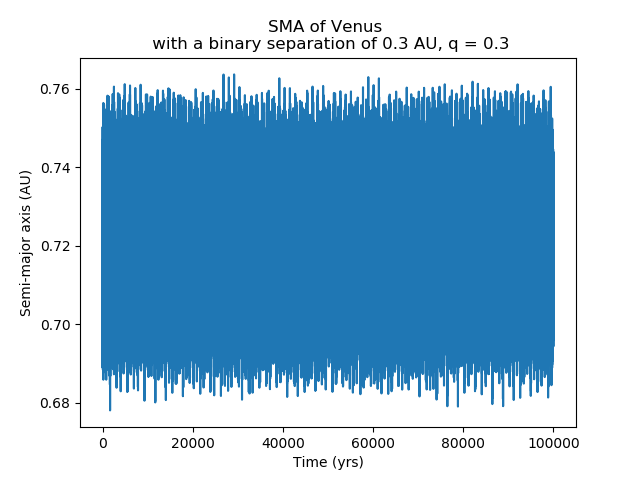 SMA of Venus
with a binary separation of 0.3 AU, q = 0.3
0.76
0.74
0.72
0.70
0.68
Semi-major axis (AU)
0 20000 40000 60000 80000 100000
Time (yrs)